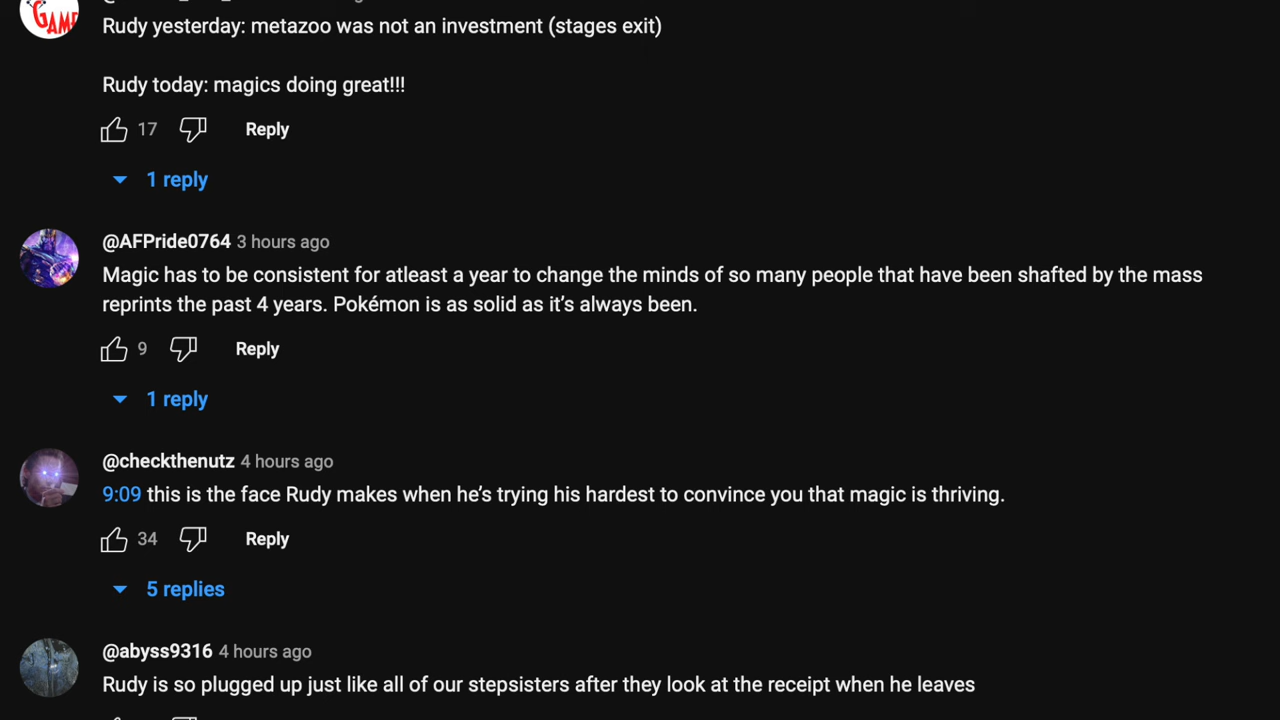 GAME
Rudy yesterday: metazoo was not an investment (stages exit)
Rudy today: magics doing great!!!
17 Reply
1 reply
@AFPride0764 3 hours ago
Magic has to be consistent for atleast a year to change the minds of so many people that have been shafted by the mass
reprints the past 4 years. Pokémon is as solid as it’s always been.
9 Reply
1 reply
@checkthenutz 4 hours ago
9:09 this is the face Rudy makes when he’s trying his hardest to convince you that magic is thriving.
34 Reply
5 replies
@abyss9316 4 hours ago
Rudy is so plugged up just like all of our stepsisters after they look at the receipt when he leaves